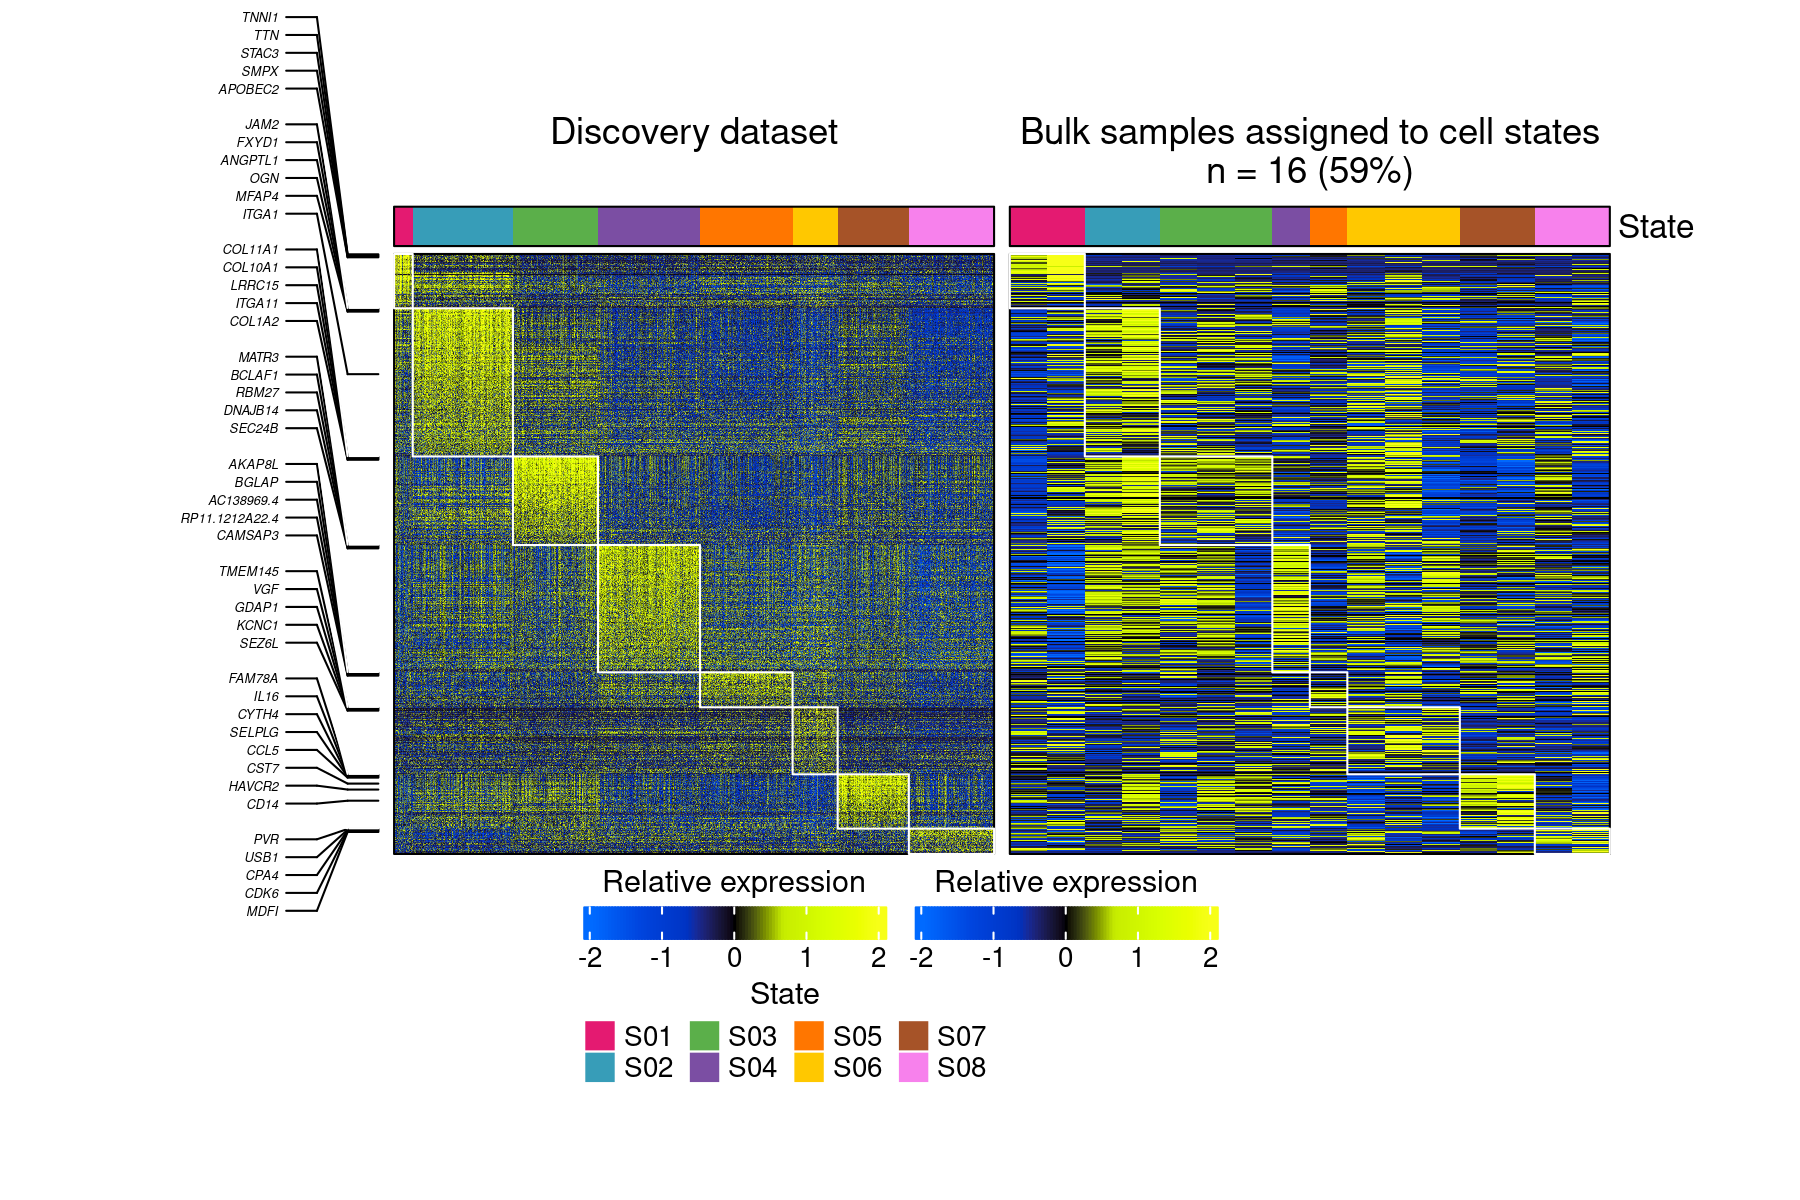 TNNI1
TTN
STAC3
SMPX
APOBEC2
JAM2
FXYD1
ANGPTL1
OGN
MFAP4
ITGA1
COL11A1
COL10A1
LRRC15
ITGA11
COL1A2
MATR3
BCLAF1
RBM27
DNAJB14
SEC24B
AKAP8L
BGLAP
AC138969.4
RP11.1212A22.4
CAMSAP3
TMEM145
VGF
GDAP1
KCNC1
SEZ6L
FAM78A
IL16
CYTH4
SELPLG
CCL5
CST7
HAVCR2
CD14
PVR
USB1
CPA4
CDK6
MDFI
Discovery dataset
Bulk samples assigned to cell states
n = 16 (59%)
State
Relative expression
-2 -1 0 1 2
Relative expression
-2 -1 0 1 2
State
S01 S03 S05 S07
S02 S04 S06 S08